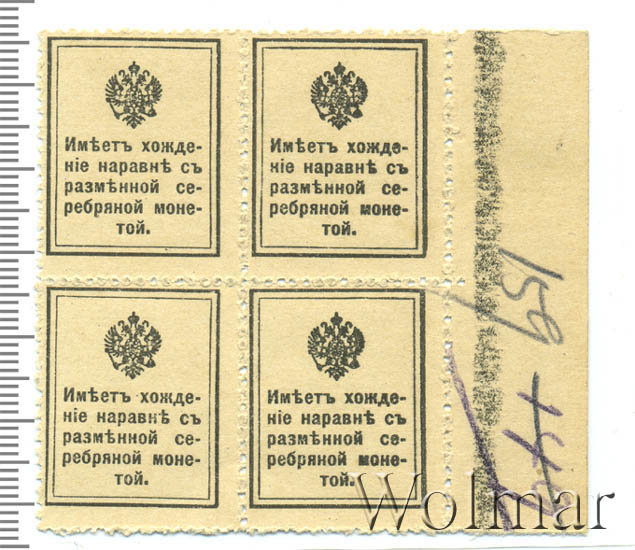 Имѣетъ хожде-
ніе наравнѣ съ
размѣнной се-
ребряной моне-
той.
Имѣетъ хожде-
ніе наравнѣ съ
размѣнной се-
ребряной моне-
той.
Имѣетъ хожде-
ніе наравнѣ съ
размѣнной се-
ребряной моне-
той.
Имѣетъ хожде-
ніе наравнѣ съ
размѣнной се-
ребряной моне-
той.
159
Wolmar